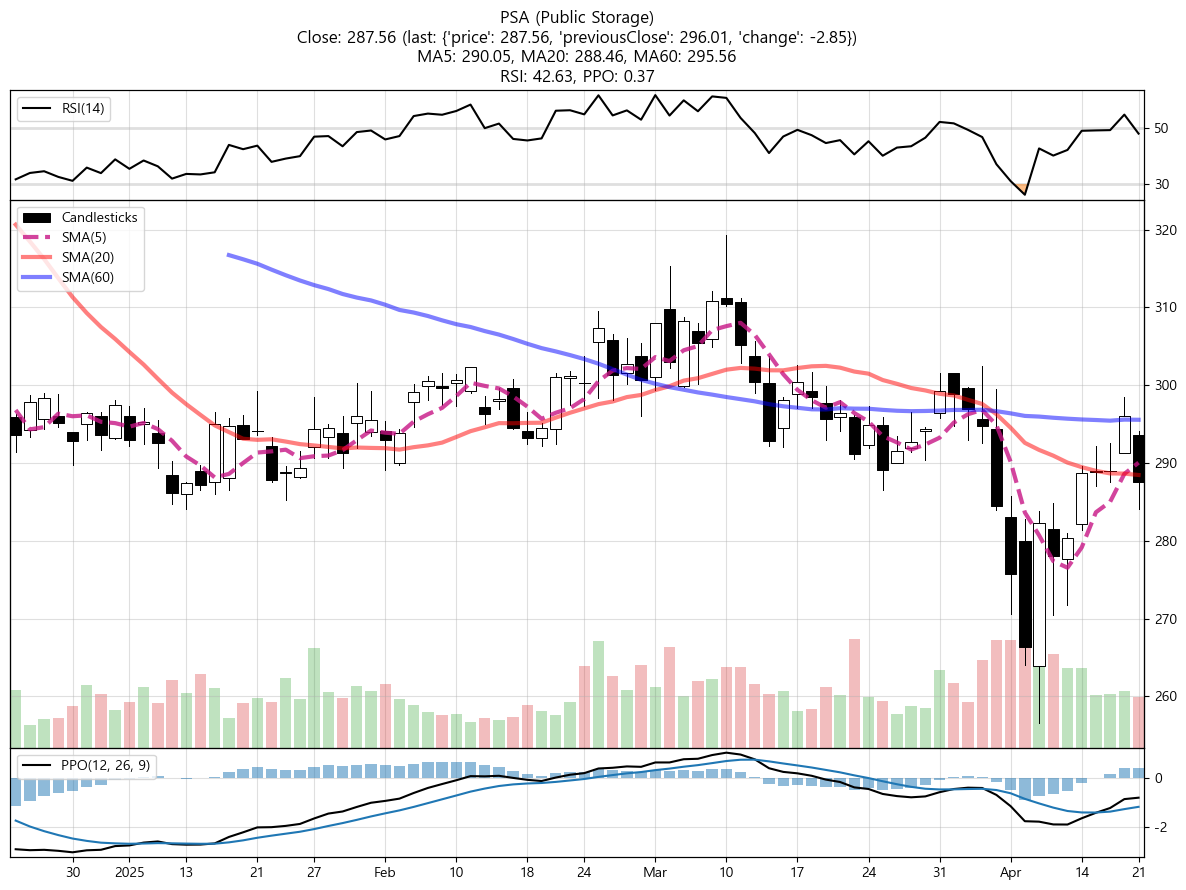 PSA (Public Storage)
Close: 287.56 (last: {'price': 287.56, 'previousClose': 296.01, 'change': -2.85})
MA5: 290.05, MA20: 288.46, MA60: 295.56
RSI: 42.63, PPO: 0.37
RSI(14)
50
30
Candlesticks
SMA(5)
SMA(20)
SMA(60)
320
310
300
290
280
270
260
PPO(12, 26, 9)
0
-2
30 2025 13 21 27 Feb 10 18 24 Mar 10 17 24 31 Apr 14 21